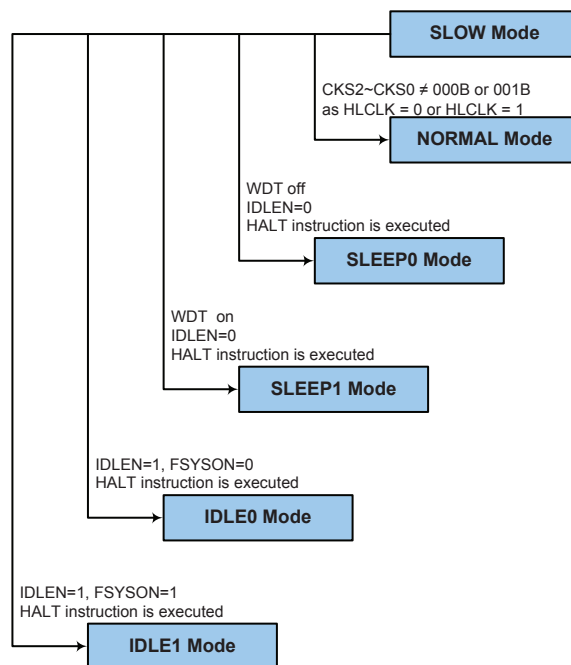 SLOW Mode
CKS2~CKS0 ≠ 000B or 001B
as HLCLK = 0 or HLCLK = 1
NORMAL Mode
WDT off
IDLEN=0
HALT instruction is executed
SLEEP0 Mode
WDT on
IDLEN=0
HALT instruction is executed
SLEEP1 Mode
IDLEN=1, FSYSON=0
HALT instruction is executed
IDLE0 Mode
IDLEN=1, FSYSON=1
HALT instruction is executed
IDLE1 Mode